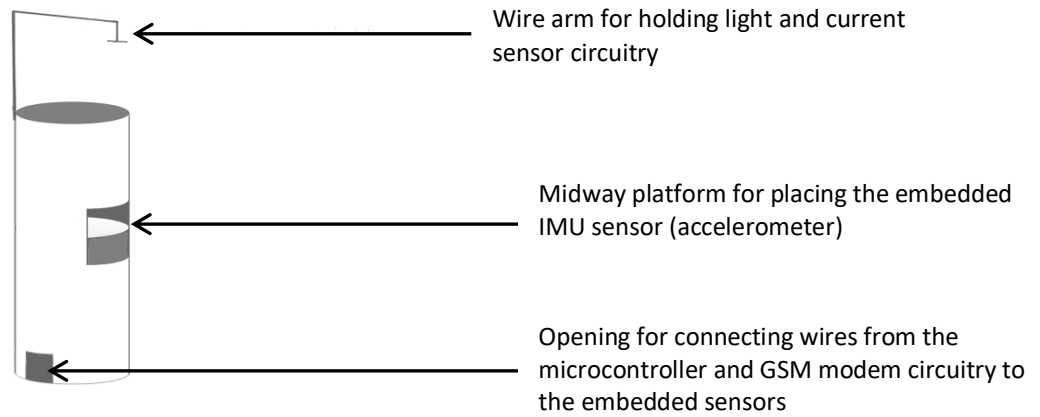 Wire arm for holding light and current
sensor circuitry
Midway platform for placing the embedded
IMU sensor (accelerometer)
Opening for connecting wires from the
microcontroller and GSM modem circuitry to
the embedded sensors